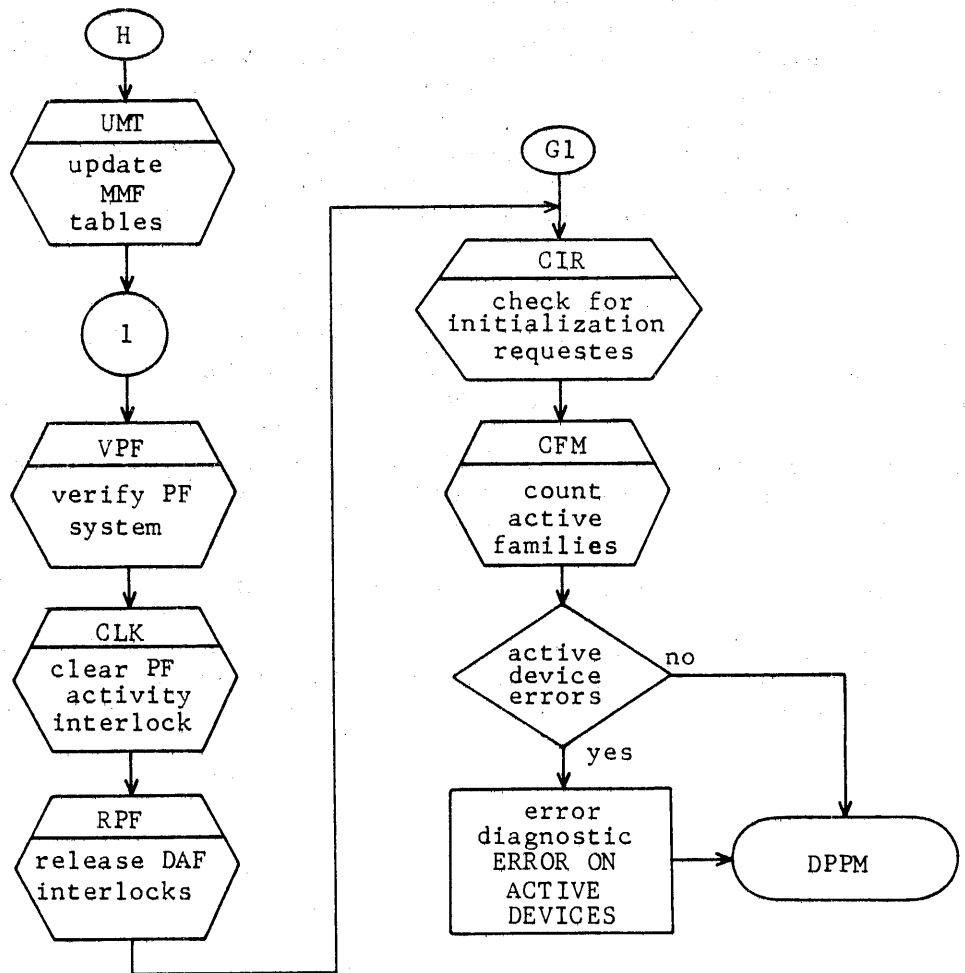 H
UMT
update
MMF
tables
1
VPF
verify PF
system
CLK
clear PF
activity
interlock
RPF
release DAF
interlocks
G1
CIR
check for
initialization
requestes
CFM
count
active
families
active
device
errors
no
yes
error
diagnostic
ERROR ON
ACTIVE
DEVICES
DPPM